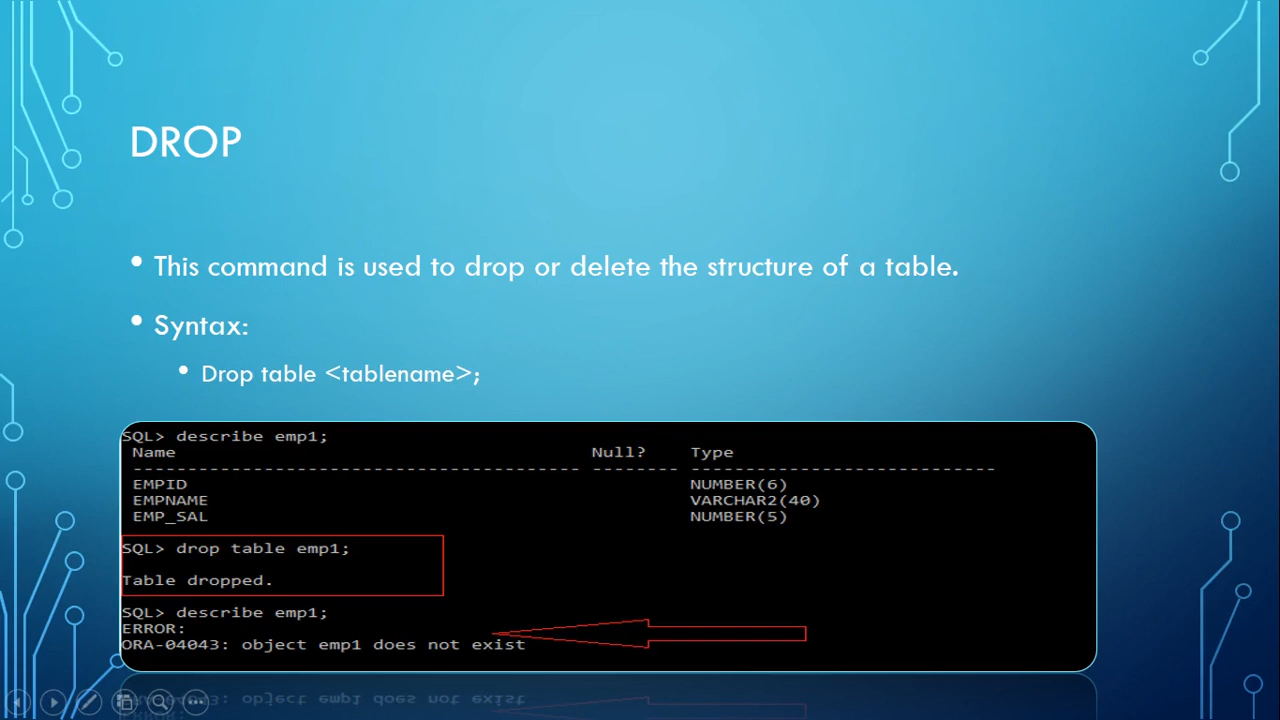 DROP
• This command is used to drop or delete the structure of a table.
• Syntax:
• Drop table <tablename>;
SQL> describe emp1;
Name Null? Type
----------------------------------------- -------- ----------------------------
EMPID NUMBER(6)
EMPNAME VARCHAR2(40)
EMP_SAL NUMBER(5)
SQL> drop table emp1;
Table dropped.
SQL> describe emp1;
ERROR:
ORA-04043: object emp1 does not exist